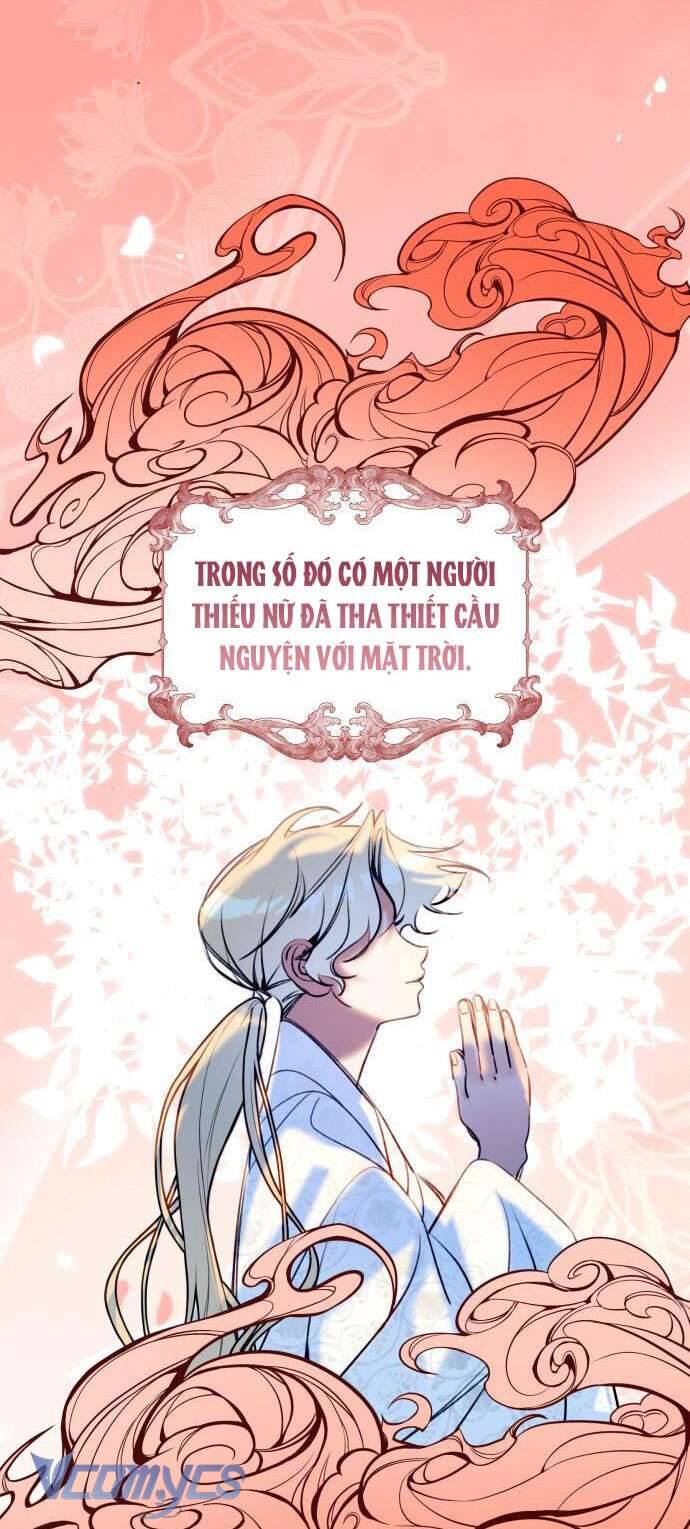 TRONG SỐ ĐÓ CÓ MỘT NGƯỜI
THIẾU NỮ ĐÃ THA THIẾT CẦU
NGUYỆN VỚI MẶT TRỜI.
Vcomycs